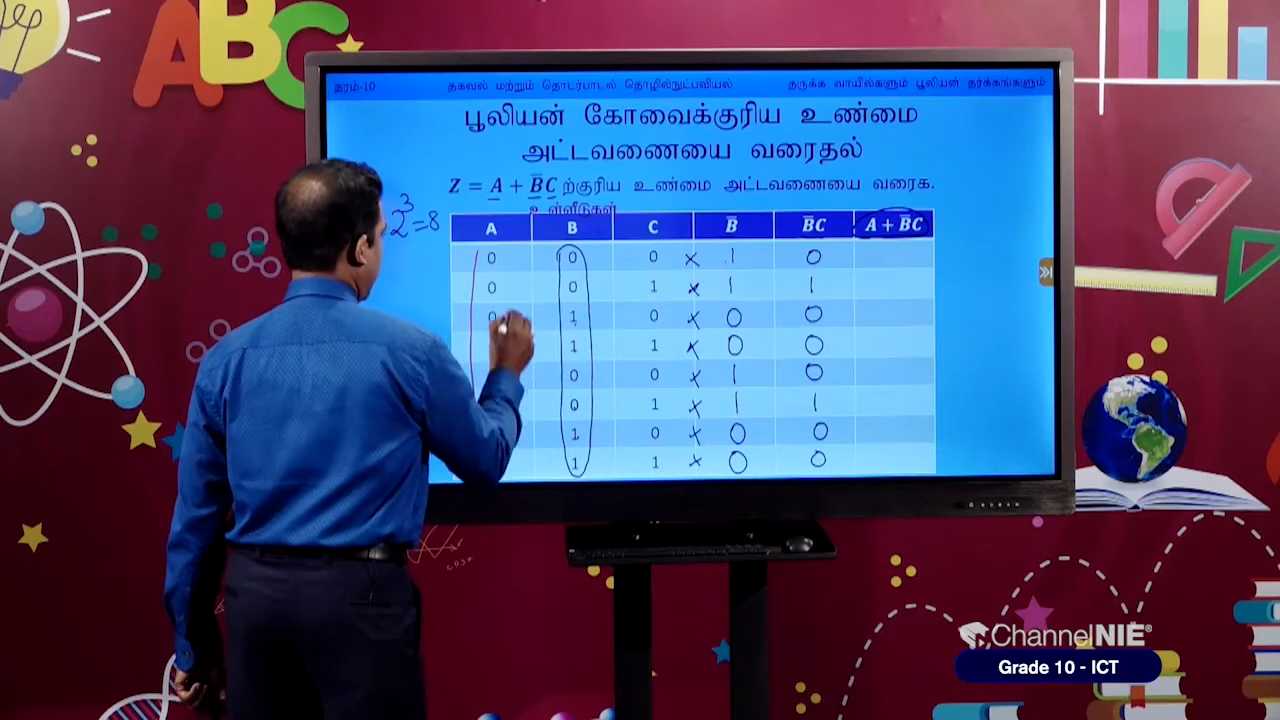 ABC
தரம்-10 தகவல் மற்றும் தொடர்பாடல் தொழில்நுட்பவியல் தருக்க வாயில்களும் பூலியன் தர்க்கங்களும்
பூலியன் கோவைக்குரிய உண்மை
அட்டவணையை வரைதல்
Z = A + B̅C ற்குரிய உண்மை அட்டவணையை வரைக.
2³=8
உள்ளீடுகள்
A B C B̅ B̅C A + B̅C
0 0 0 × 1 0
0 0 1 × 1 1
0 1 0 × 0 0
1 1 × 0 0
0 0 × 1 0
0 1 × 1 1
1 0 × 0 0
1 1 × 0 0
ChannelNIE®
Grade 10 - ICT